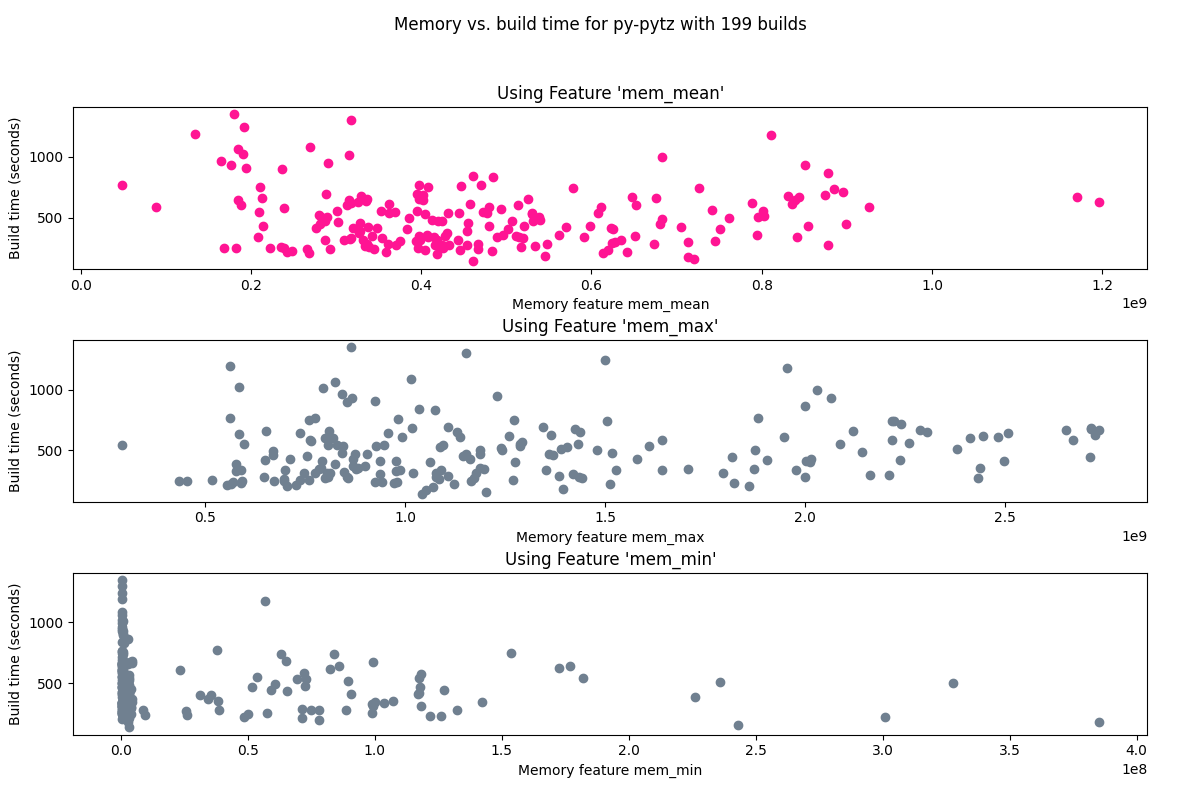 Memory vs. build time for py-pytz with 199 builds
Using Feature 'mem_mean'
Build time (seconds)
1000
500
0.0 0.2 0.4 0.6 0.8 1.0 1.2
1e9
Memory feature mem_mean
Using Feature 'mem_max'
Build time (seconds)
1000
500
0.5 1.0 1.5 2.0 2.5
1e9
Memory feature mem_max
Using Feature 'mem_min'
Build time (seconds)
1000
500
0.0 0.5 1.0 1.5 2.0 2.5 3.0 3.5 4.0
1e8
Memory feature mem_min